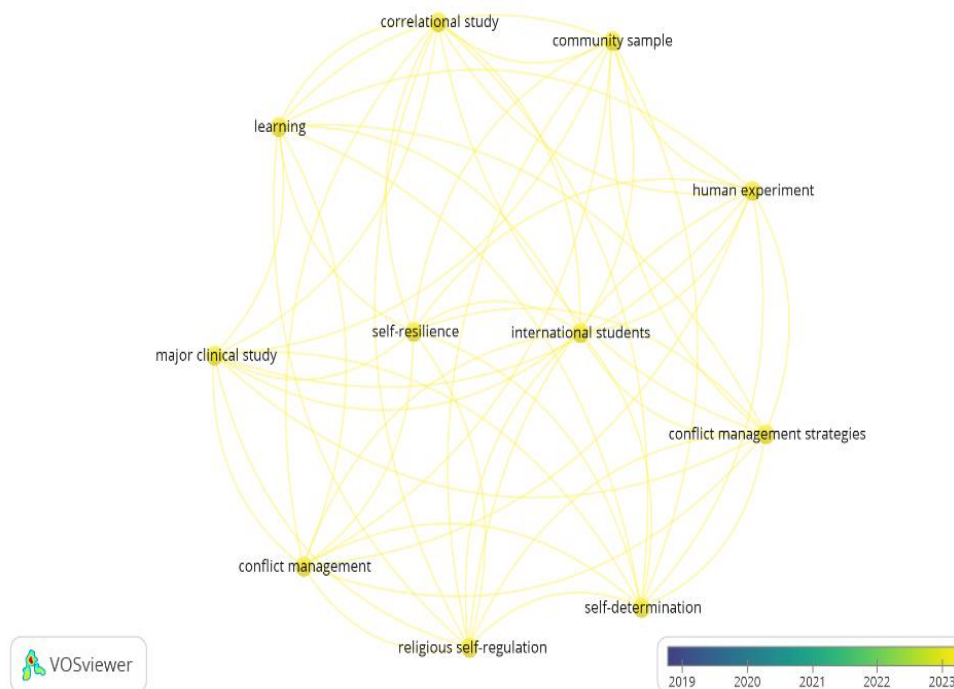 correlational study
community sample
learning
human experiment
self-resilience
international students
major clinical study
conflict management strategies
conflict management
self-determination
religious self-regulation
VOSviewer
2019 2020 2021 2022 2023